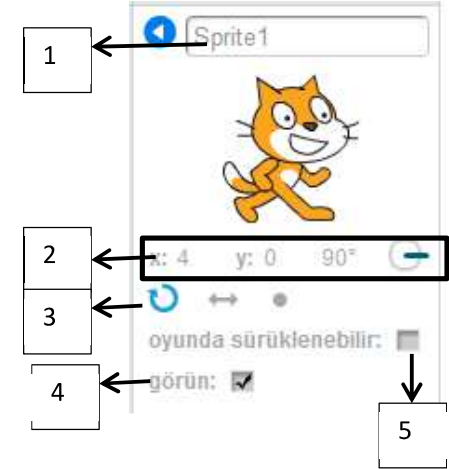 1 Sprite1
2 x: 4 y: 0 90°
3
oyunda sürüklenebilir:
4 görün:
5